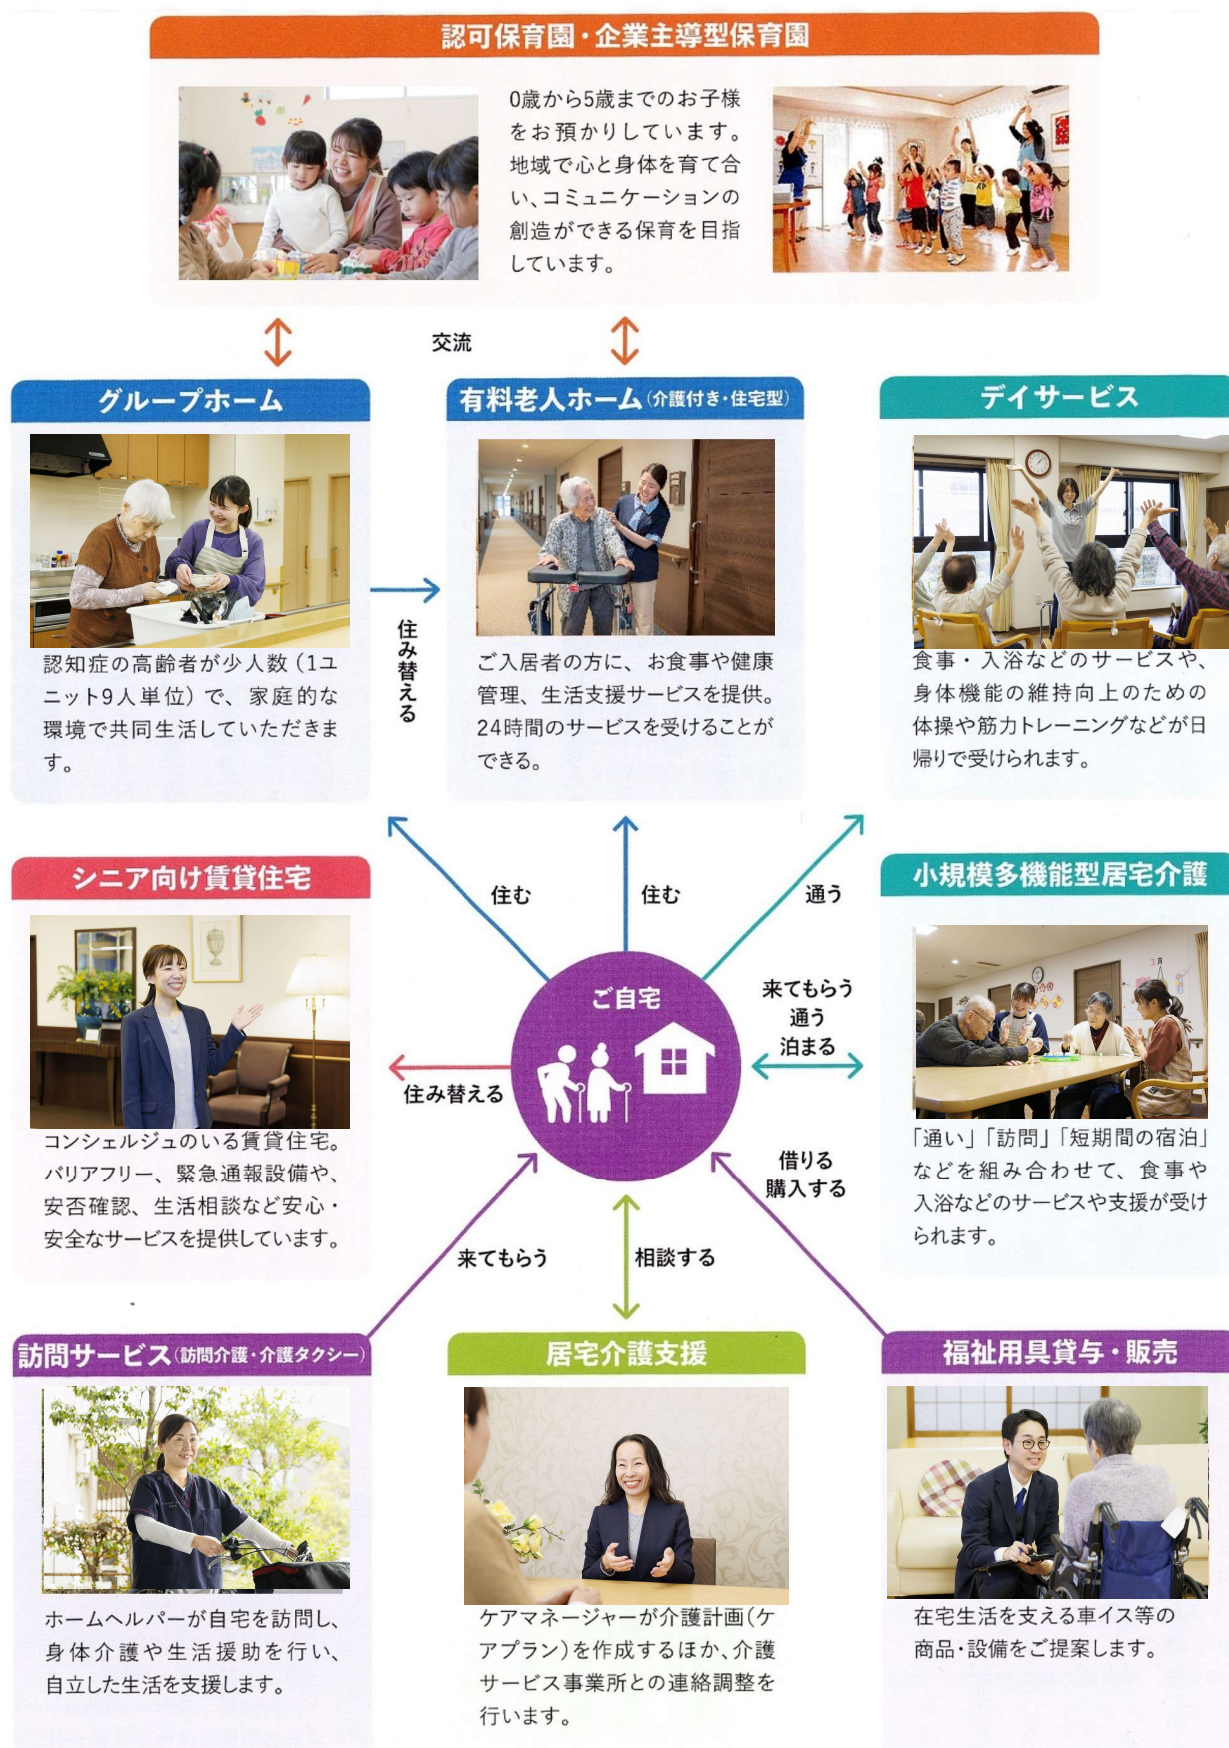 認可保育園・企業主導型保育園
0歳から5歳までのお子様
をお預かりしています。
地域で心と身体を育て合
い、コミュニケーションの
創造ができる保育を目指
しています。
交流
グループホーム
認知症の高齢者が少人数（1ユ
ニット9人単位）で、家庭的な
環境で共同生活していただきま
す。
住み替える
有料老人ホーム（介護付き・住宅型）
ご入居者の方に、お食事や健康
管理、生活支援サービスを提供。
24時間のサービスを受けることが
できる。
デイサービス
食事・入浴などのサービスや、
身体機能の維持向上のための
体操や筋力トレーニングなどが日
帰りで受けられます。
住む
住む
通う
シニア向け賃貸住宅
コンシェルジュのいる賃貸住宅。
バリアフリー、緊急通報設備や、
安否確認、生活相談など安心・
安全なサービスを提供しています。
住み替える
ご自宅
来てもらう
通う
泊まる
小規模多機能型居宅介護
3月
「通い」「訪問」「短期間の宿泊」
などを組み合わせて、食事や
入浴などのサービスや支援が受け
られます。
来てもらう
相談する
借りる
購入する
訪問サービス（訪問介護・介護タクシー）
ホームヘルパーが自宅を訪問し、
身体介護や生活援助を行い、
自立した生活を支援します。
居宅介護支援
ケアマネージャーが介護計画（ケ
アプラン）を作成するほか、介護
サービス事業所との連絡調整を
行います。
福祉用具貸与・販売
在宅生活を支える車イス等の
商品・設備をご提案します。